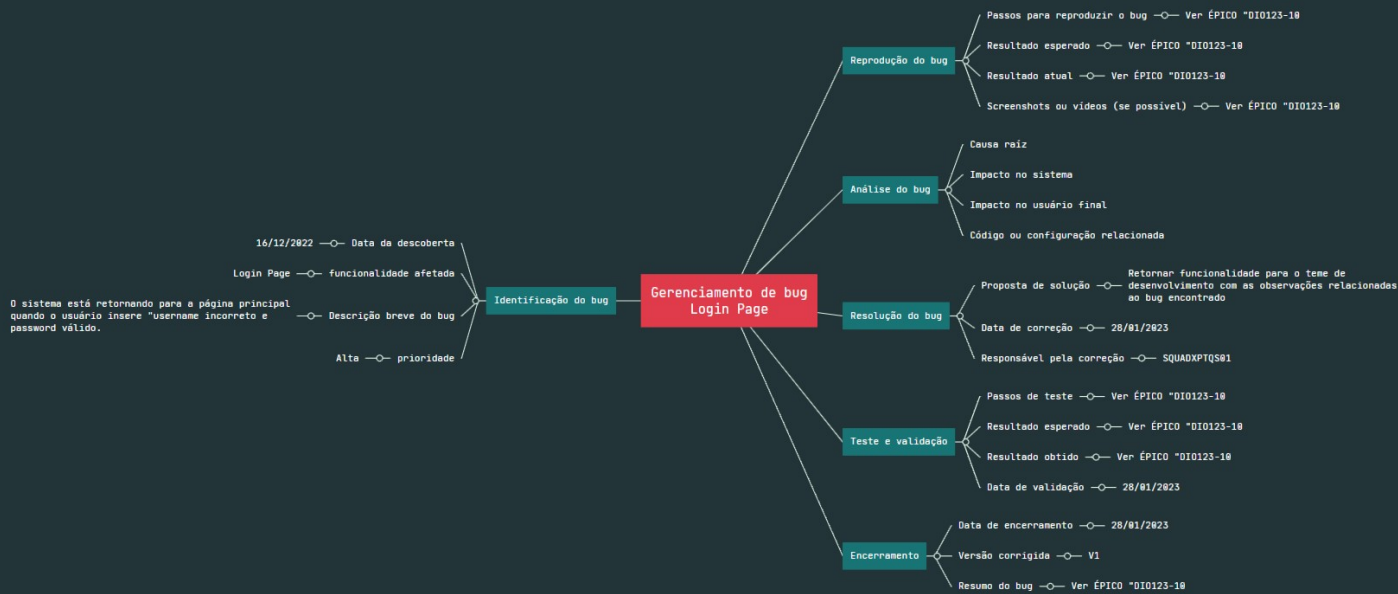 Gerenciamento de bug
Login Page
Identificação do bug
16/12/2022
Data da descoberta
Login Page
funcionalidade afetada
O sistema está retornando para a página principal
quando o usuário insere "username incorreto e
password válido.
Descrição breve do bug
Alta
prioridade
Reprodução do bug
Passos para reproduzir o bug
Ver ÉPICO "DIO123-10
Resultado esperado
Ver ÉPICO "DIO123-10
Resultado atual
Ver ÉPICO "DIO123-10
Screenshots ou vídeos (se possível)
Ver ÉPICO "DIO123-10
Análise do bug
Causa raíz
Impacto no sistema
Impacto no usuário final
Código ou configuração relacionada
Resolução do bug
Proposta de solução
Retornar funcionalidade para o teme de
desenvolvimento com as observações relacionadas
ao bug encontrado
Data de correção
28/01/2023
Responsável pela correção
SQUADXPTQS01
Teste e validação
Passos de teste
Ver ÉPICO "DIO123-10
Resultado esperado
Ver ÉPICO "DIO123-10
Resultado obtido
Ver ÉPICO "DIO123-10
Data de validação
28/01/2023
Encerramento
Data de encerramento
28/01/2023
Versão corrigida
V1
Resumo do bug
Ver ÉPICO "DIO123-10